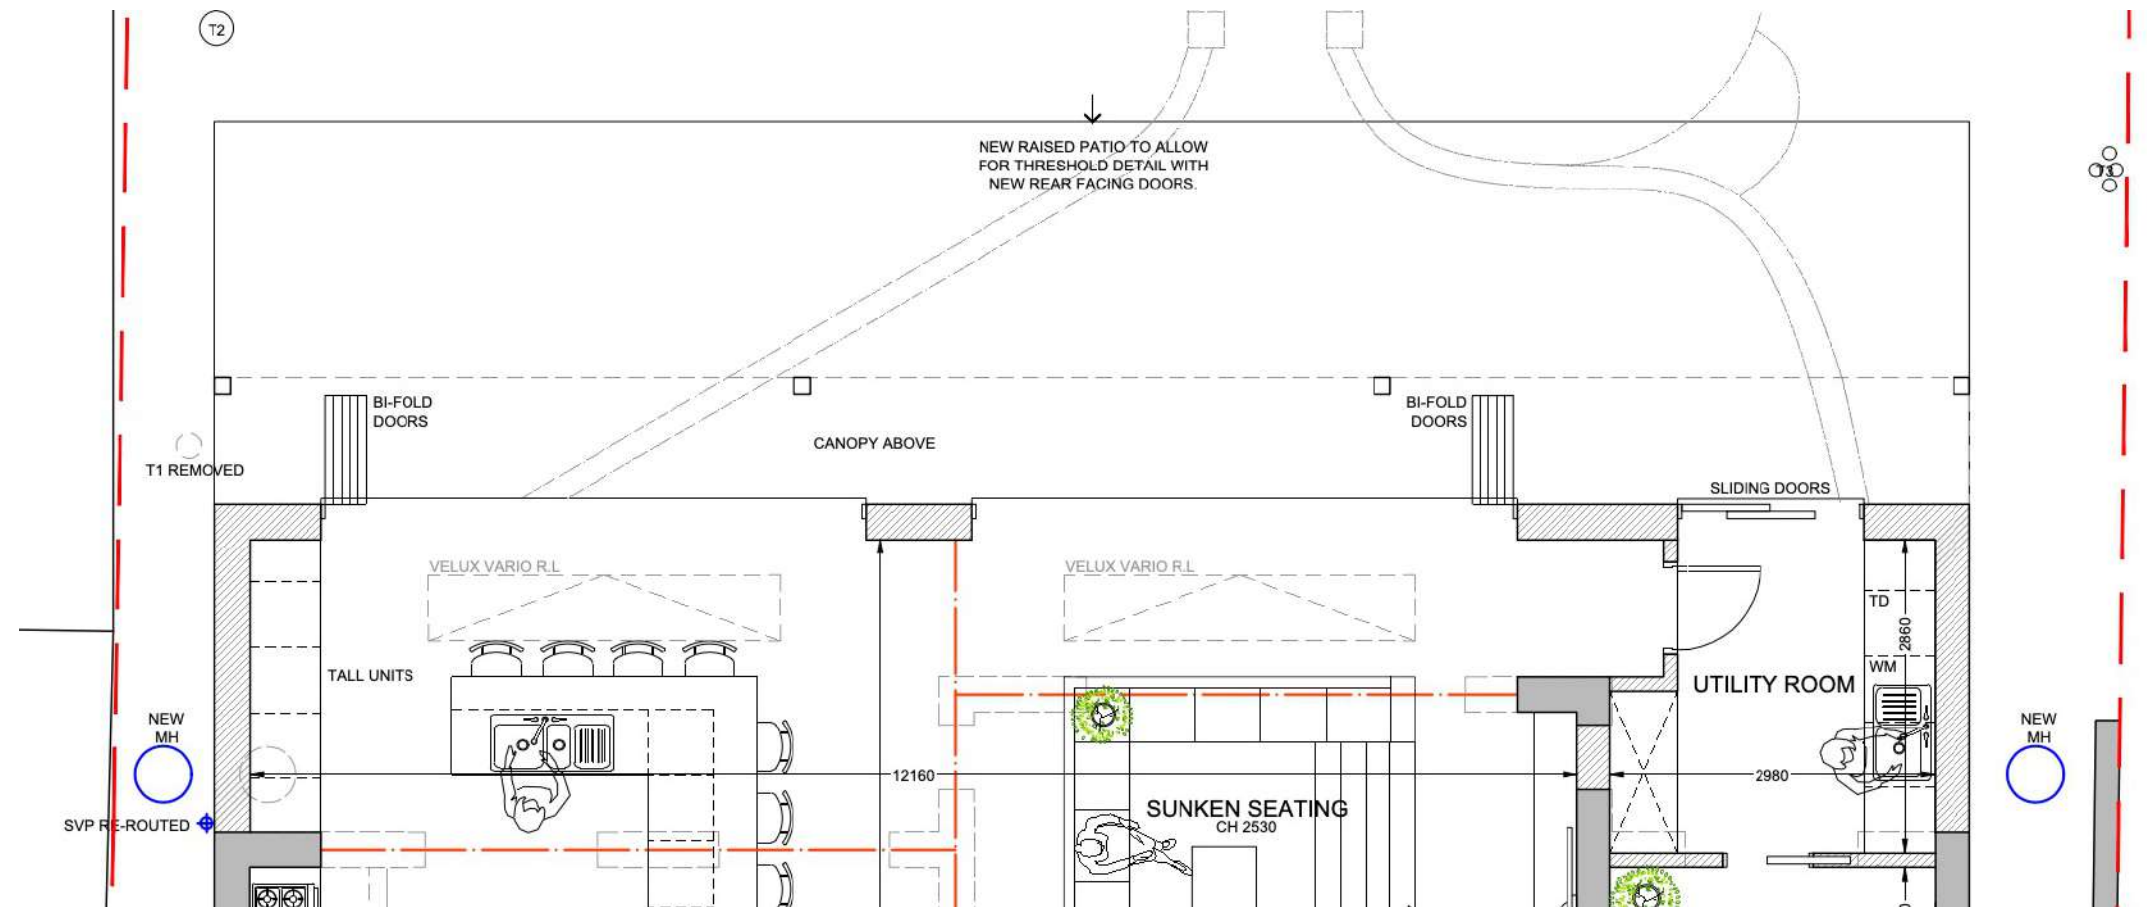 T2
NEW RAISED PATIO TO ALLOW
FOR THRESHOLD DETAIL WITH
NEW REAR FACING DOORS.
T3
BI-FOLD
DOORS
BI-FOLD
DOORS
CANOPY ABOVE
T1 REMOVED
SLIDING DOORS
VELUX VARIO R.L
VELUX VARIO R.L
TD
2860
TALL UNITS
WM
UTILITY ROOM
NEW
MH
NEW
MH
12160
2980
SUNKEN SEATING
CH 2530
SVP RE-ROUTED